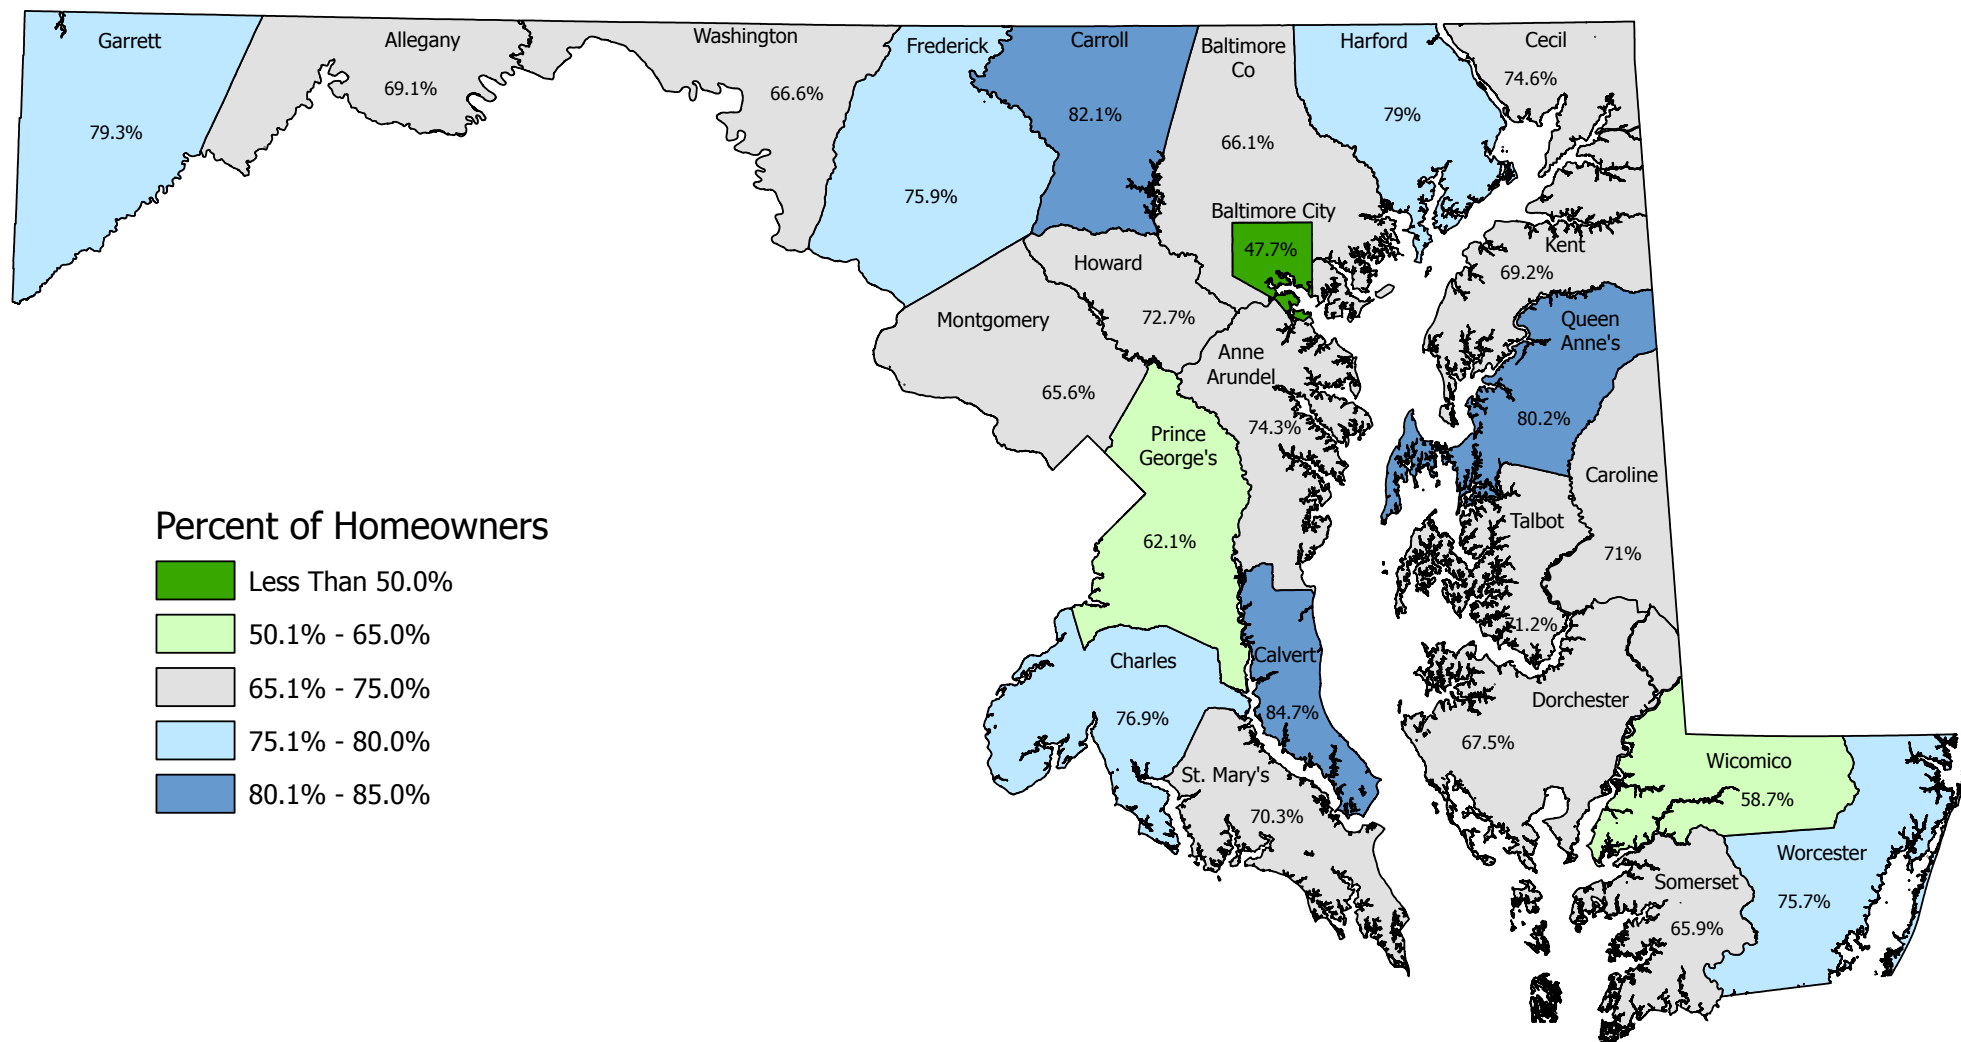 Garrett
79.3%
Allegany
69.1%
Washington
66.6%
Frederick
75.9%
Carroll
82.1%
Baltimore
Co
66.1%
Baltimore City
47.7%
Harford
79%
Cecil
74.6%
Kent
69.2%
Queen
Anne's
80.2%
Howard
72.7%
Montgomery
65.6%
Anne
Arundel
74.3%
Prince
George's
62.1%
Caroline
71%
Talbot
71.2%
Charles
76.9%
Calvert
84.7%
St. Mary's
70.3%
Dorchester
67.5%
Wicomico
58.7%
Worcester
75.7%
Somerset
65.9%
Percent of Homeowners
Less Than 50.0%
50.1% - 65.0%
65.1% - 75.0%
75.1% - 80.0%
80.1% - 85.0%